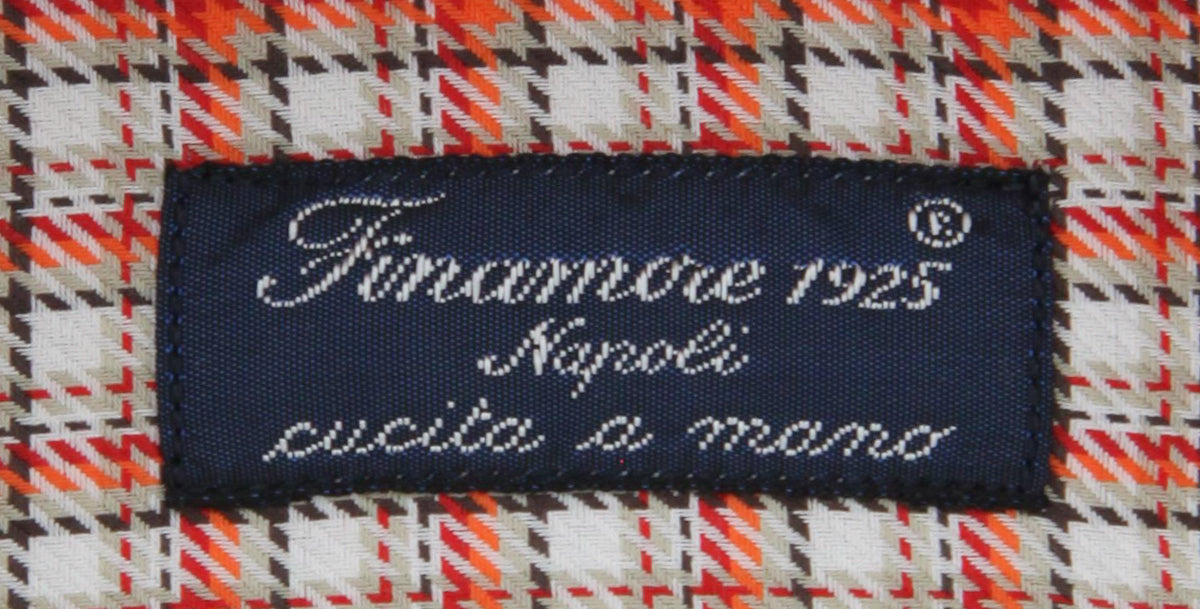 Finamore 1925®
Napoli
cucita a mano